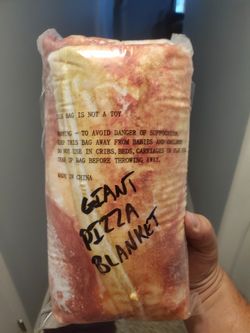 THIS BAG IS NOT A TOY
WARNING - TO AVOID DANGER OF SUFFOCATION
KEEP THIS BAG AWAY FROM BABIES AND CHILDREN
DO NOT USE IN CRIBS, BEDS, CARRIAGES OR PLAY PENS
TEAR UP BAG BEFORE THROWING AWAY.
MADE IN CHINA
GIANT
PIZZA
BLANKET